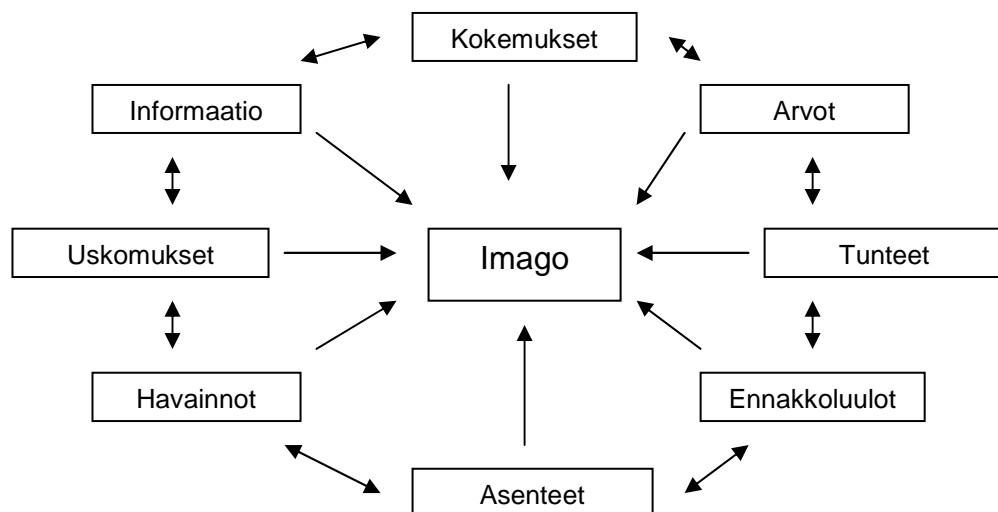 Kokemukset
Informaatio
Arvot
Uskomukset
Imago
Tunteet
Havainnot
Ennakkoluulot
Asenteet